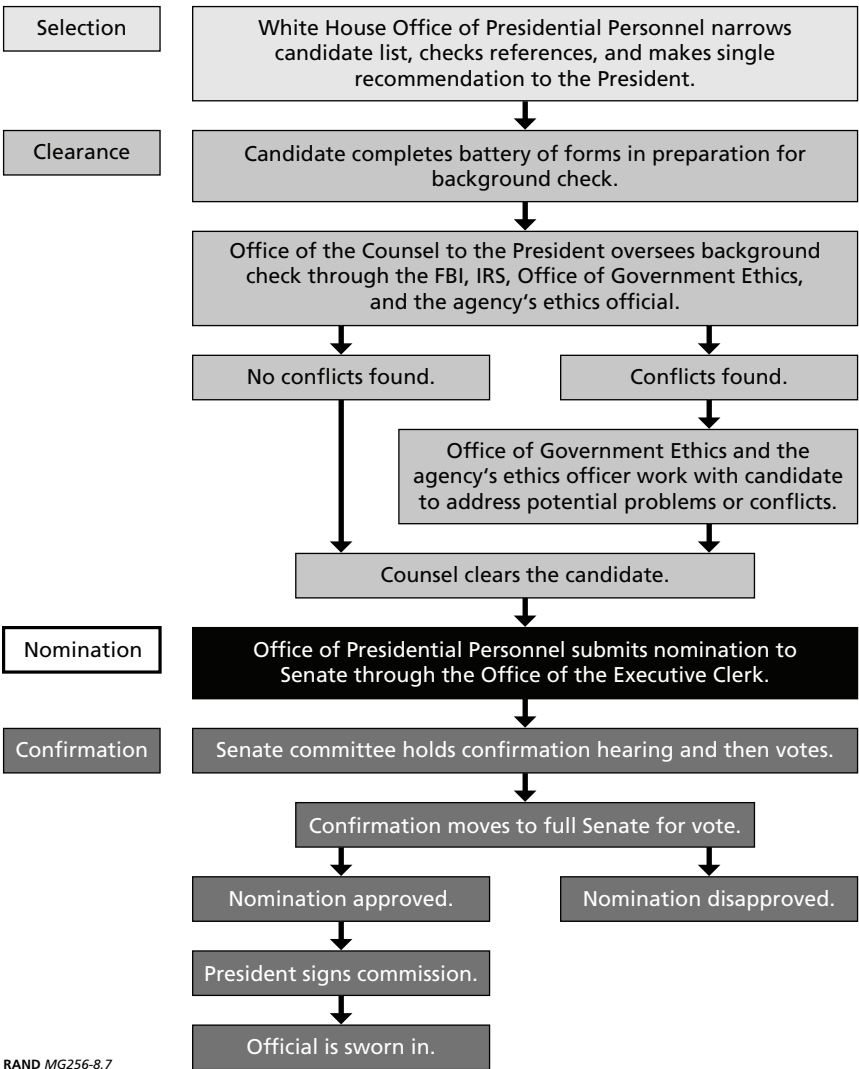 Selection
White House Office of Presidential Personnel narrows
candidate list, checks references, and makes single
recommendation to the President.
Clearance
Candidate completes battery of forms in preparation for
background check.
Office of the Counsel to the President oversees background
check through the FBI, IRS, Office of Government Ethics,
and the agency‘s ethics official.
No conflicts found.
Conflicts found.
Office of Government Ethics and the
agency‘s ethics officer work with candidate
to address potential problems or conflicts.
Counsel clears the candidate.
Nomination
Office of Presidential Personnel submits nomination to
Senate through the Office of the Executive Clerk.
Confirmation
Senate committee holds confirmation hearing and then votes.
Confirmation moves to full Senate for vote.
Nomination approved.
Nomination disapproved.
President signs commission.
Official is sworn in.
RAND MG256-8.7